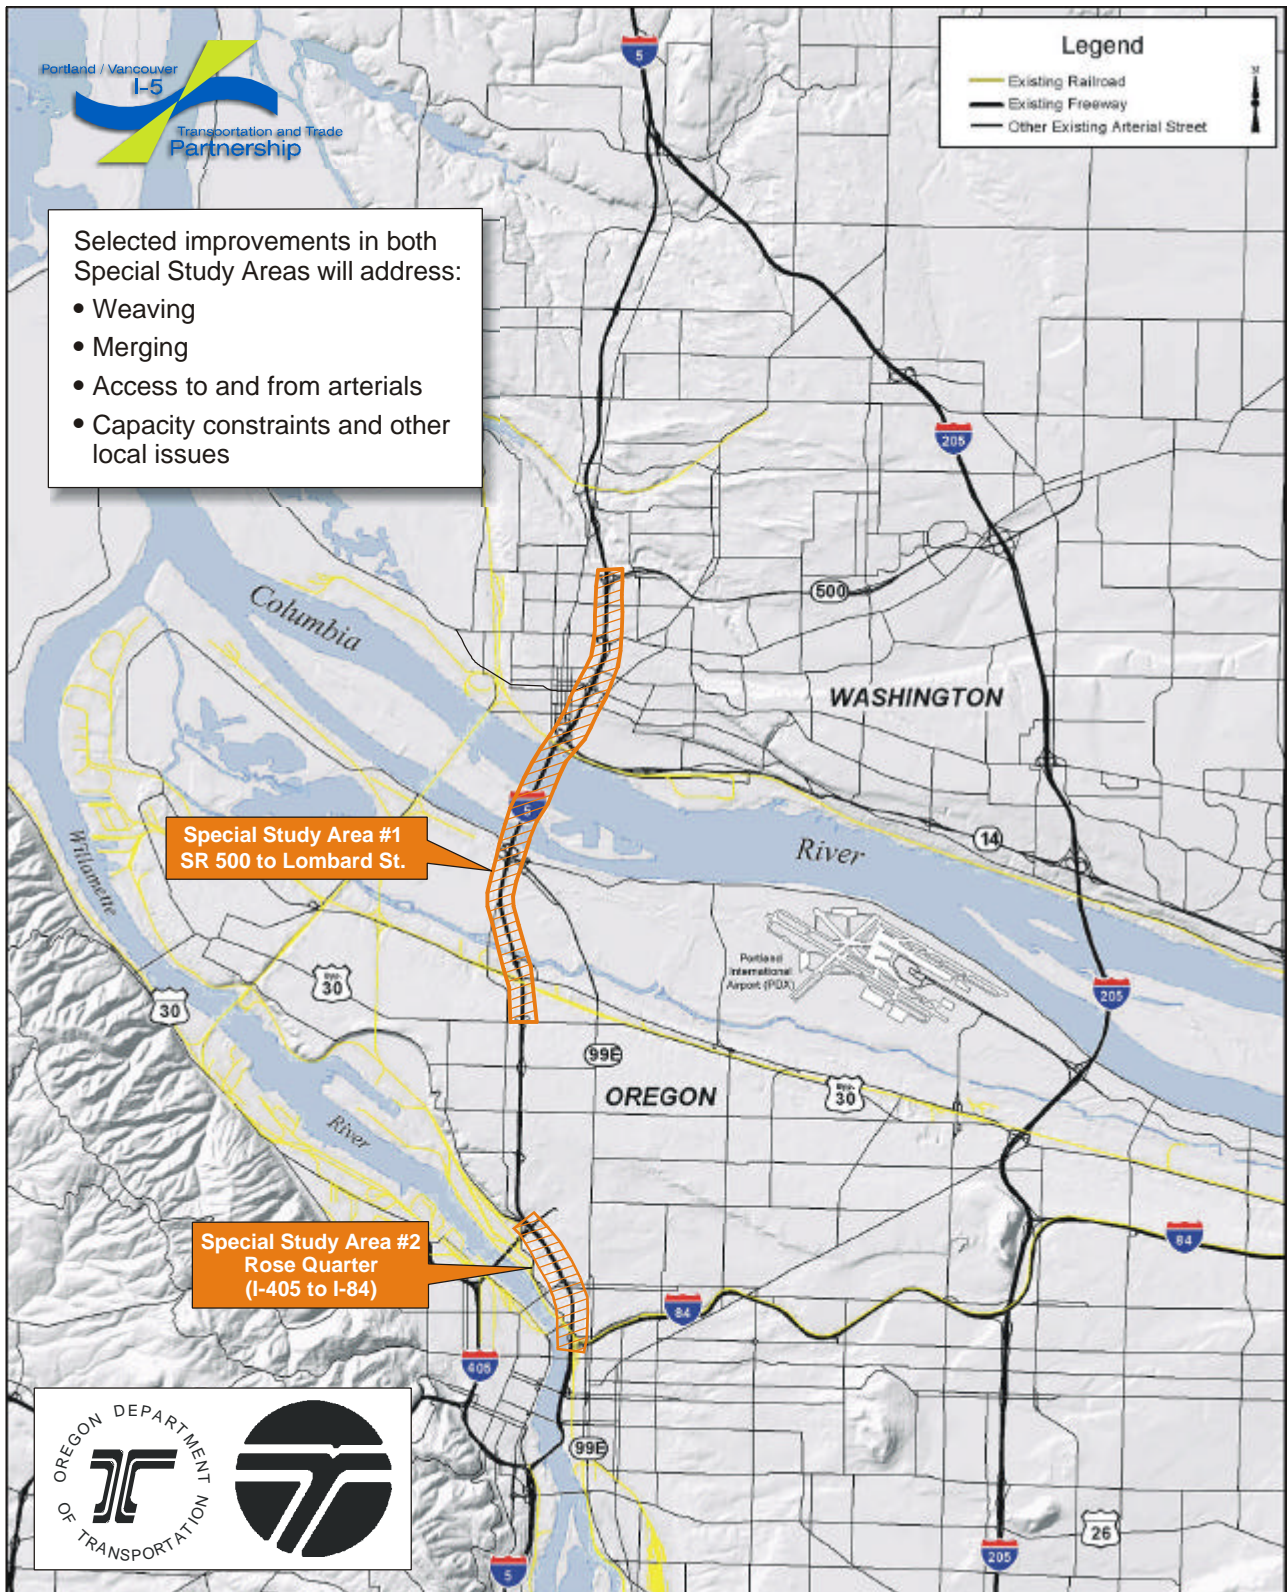 5
Legend
N
Existing Railroad
Existing Freeway
Other Existing Arterial Street
Portland / Vancouver
I-5
Transportation and Trade
Partnership
Selected improvements in both
Special Study Areas will address:
• Weaving
• Merging
• Access to and from arterials
• Capacity constraints and other
local issues
205
500
Columbia
WASHINGTON
5
Special Study Area #1
SR 500 to Lombard St.
River
14
Willamette
Portland
International
Airport (PDX)
Byp.
30
30
205
99E
Byp.
30
OREGON
River
Special Study Area #2
Rose Quarter
(I-405 to I-84)
84
84
405
99E
OREGON DEPARTMENT
OF TRANSPORTATION
26
205
5